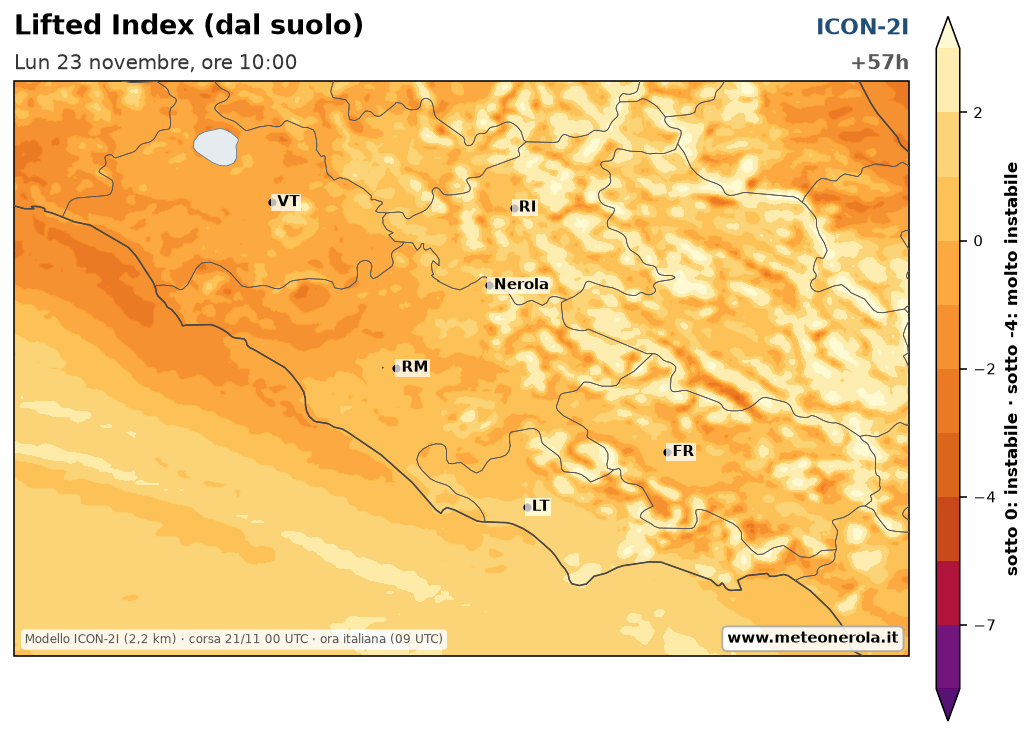 Lifted Index (dal suolo)
ICON-2I
Lun 23 novembre, ore 10:00
+57h
VT
RI
Nerola
RM
FR
LT
Modello ICON-2I (2,2 km) · corsa 21/11 00 UTC · ora italiana (09 UTC)
www.meteonerola.it
2
0
−2
−4
−7
sotto 0: instabile · sotto -4: molto instabile